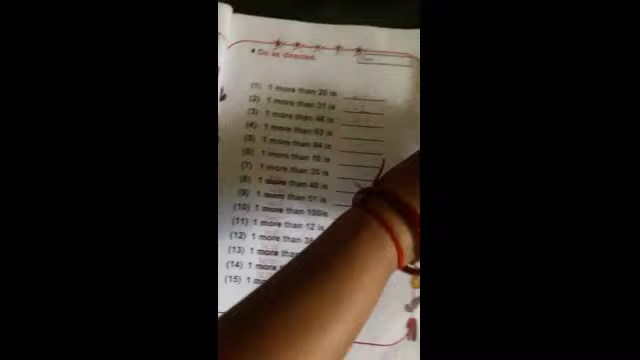 * Do as directed.
(1) 1 more than 20 is
(2) 1 more than 31 is
(3) 1 more than 46 is
(4) 1 more than 93 is
(5) 1 more than 84 is
(6) 1 more than 10 is
(7) 1 more than 25 is
(8) 1 more than 40 is
(9) 1 more than 51 is
(10) 1 more than 100is
(11) 1 more than 12 is
(12) 1 more than
(13) 1 more
(14) 1 more
(15) 1